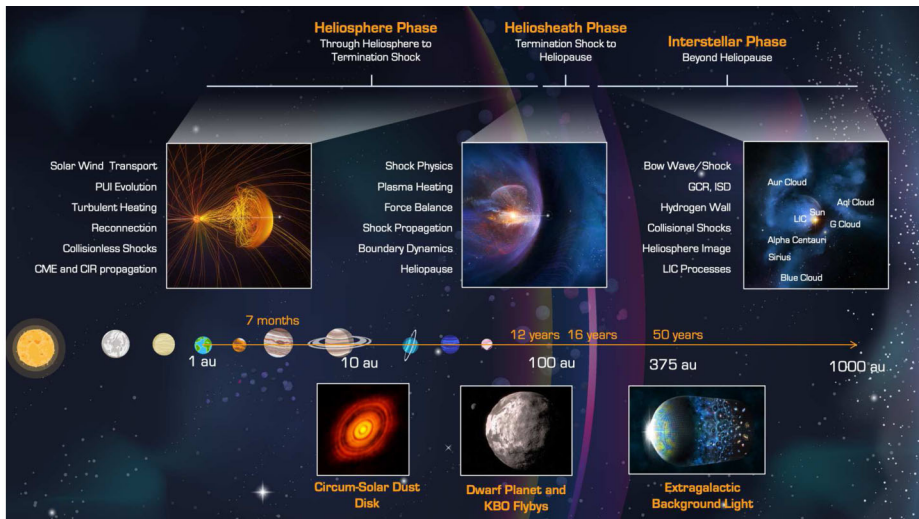 Heliosphere Phase
Through Heliosphere to
Termination Shock
Heliosheath Phase
Termination Shock to
Heliopause
Interstellar Phase
Beyond Heliopause
Solar Wind Transport
PUI Evolution
Turbulent Heating
Reconnection
Collisionless Shocks
CME and CIR propagation
Shock Physics
Plasma Heating
Force Balance
Shock Propagation
Boundary Dynamics
Heliopause
Bow Wave/Shock
GCR, ISD
Hydrogen Wall
Collisional Shocks
Heliosphere Image
LIC Processes
Aur Cloud
Aql Cloud
Sun
LIC
G Cloud
Alpha Centauri
Sirius
Blue Cloud
7 months
12 years
16 years
50 years
1 au
10 au
100 au
375 au
1000 au
Circum-Solar Dust
Disk
Dwarf Planet and
KBO Flybys
Extragalactic
Background Light